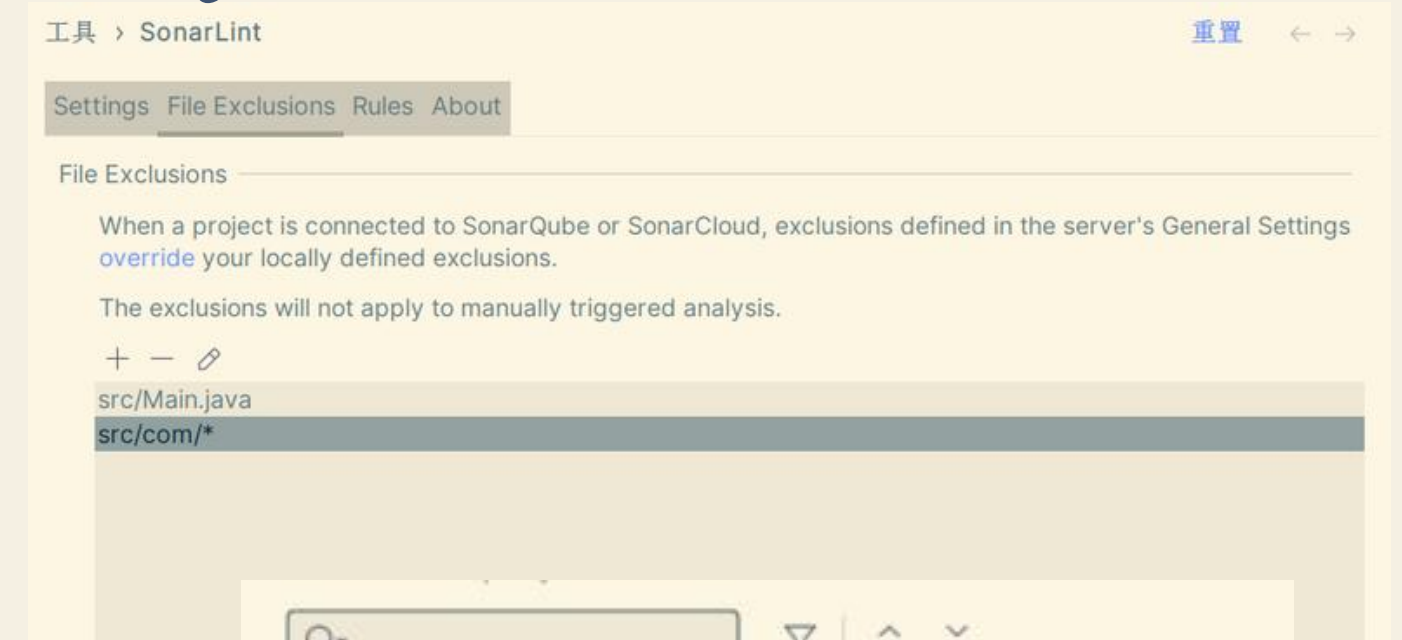 工具 › SonarLint 重置 ← →
Settings File Exclusions Rules About
File Exclusions
When a project is connected to SonarQube or SonarCloud, exclusions defined in the server's General Settings
override your locally defined exclusions.
The exclusions will not apply to manually triggered analysis.
src/Main.java
src/com/*